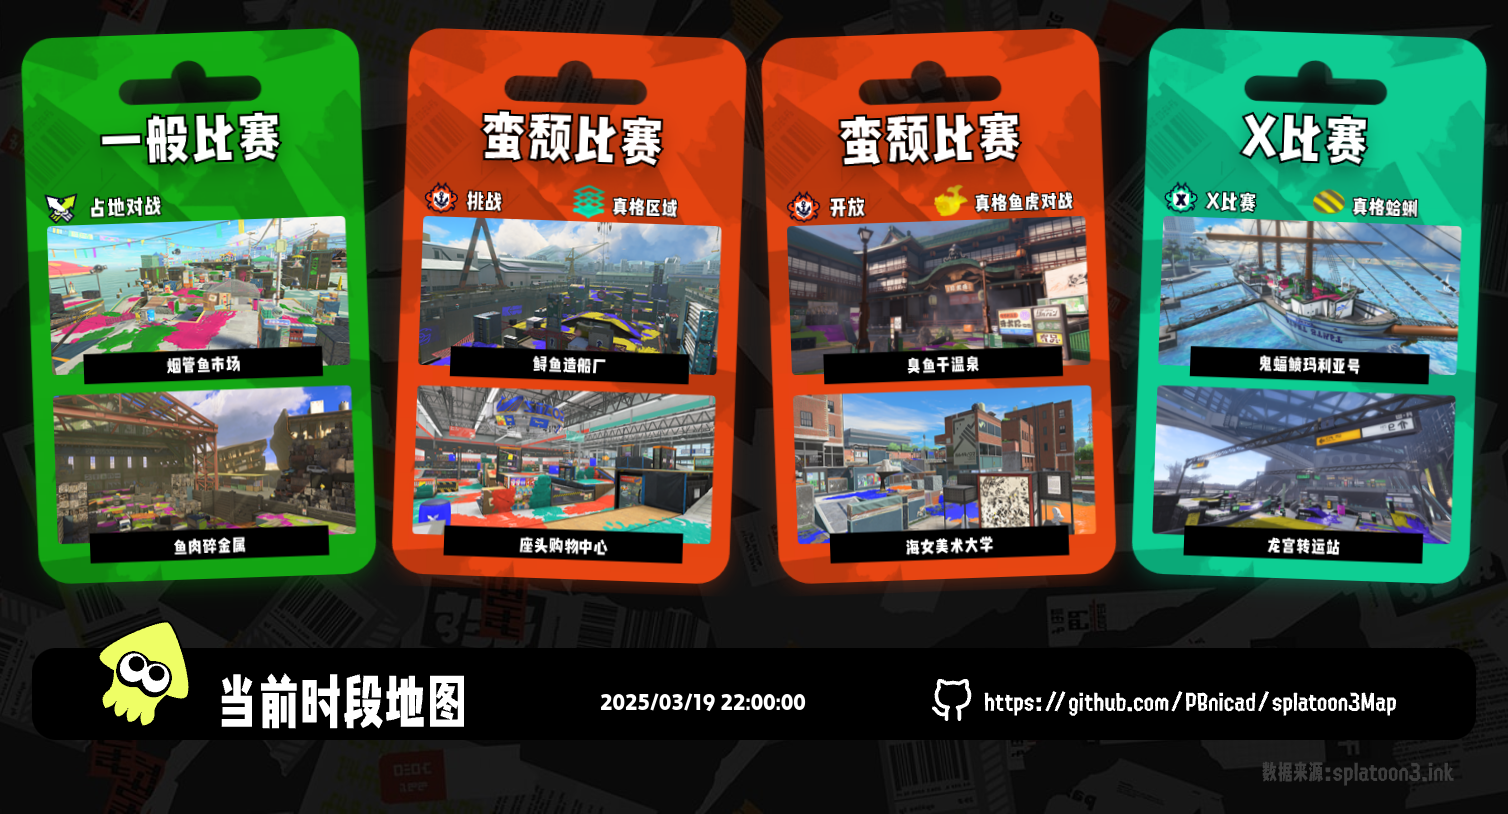 一般比赛
占地对战
烟管鱼市场
鱼肉碎金属
蛮颓比赛
挑战
真格区域
鲟鱼造船厂
座头购物中心
蛮颓比赛
开放
真格鱼虎对战
臭鱼干温泉
海女美术大学
X比赛
X比赛
真格蛤蜊
鬼蝠鲼玛利亚号
龙宫转运站
当前时段地图
2025/03/19 22:00:00
https://github.com/PBnicad/splatoon3Map
数据来源:splatoon3.ink